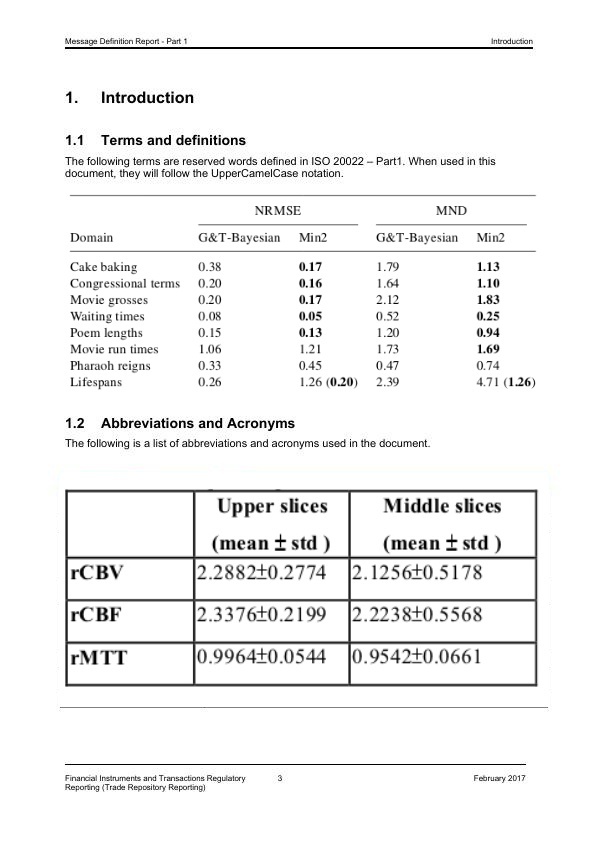 Message Definition Report - Part 1 Introduction
1. Introduction
1.1 Terms and definitions
The following terms are reserved words defined in ISO 20022 – Part1. When used in this
document, they will follow the UpperCamelCase notation.
NRMSE MND
Domain G&T-Bayesian Min2 G&T-Bayesian Min2
Cake baking 0.38 0.17 1.79 1.13
Congressional terms 0.20 0.16 1.64 1.10
Movie grosses 0.20 0.17 2.12 1.83
Waiting times 0.08 0.05 0.52 0.25
Poem lengths 0.15 0.13 1.20 0.94
Movie run times 1.06 1.21 1.73 1.69
Pharaoh reigns 0.33 0.45 0.47 0.74
Lifespans 0.26 1.26 (0.20) 2.39 4.71 (1.26)
1.2 Abbreviations and Acronyms
The following is a list of abbreviations and acronyms used in the document.
Upper slices Middle slices
(mean ± std ) (mean ± std )
rCBV 2.2882±0.2774 2.1256±0.5178
rCBF 2.3376±0.2199 2.2238±0.5568
rMTT 0.9964±0.0544 0.9542±0.0661
Financial Instruments and Transactions Regulatory 3 February 2017
Reporting (Trade Repository Reporting)